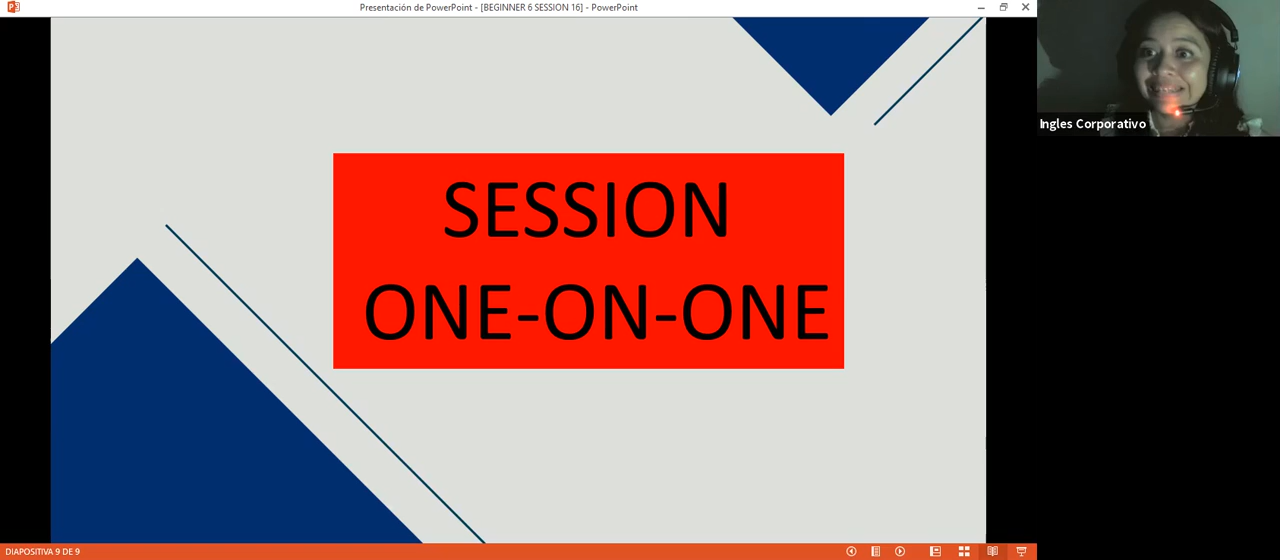 Presentación de PowerPoint - [BEGINNER 6 SESSION 16] - PowerPoint
Ingles Corporativo
SESSION
ONE-ON-ONE
DIAPOSITIVA 9 DE 9